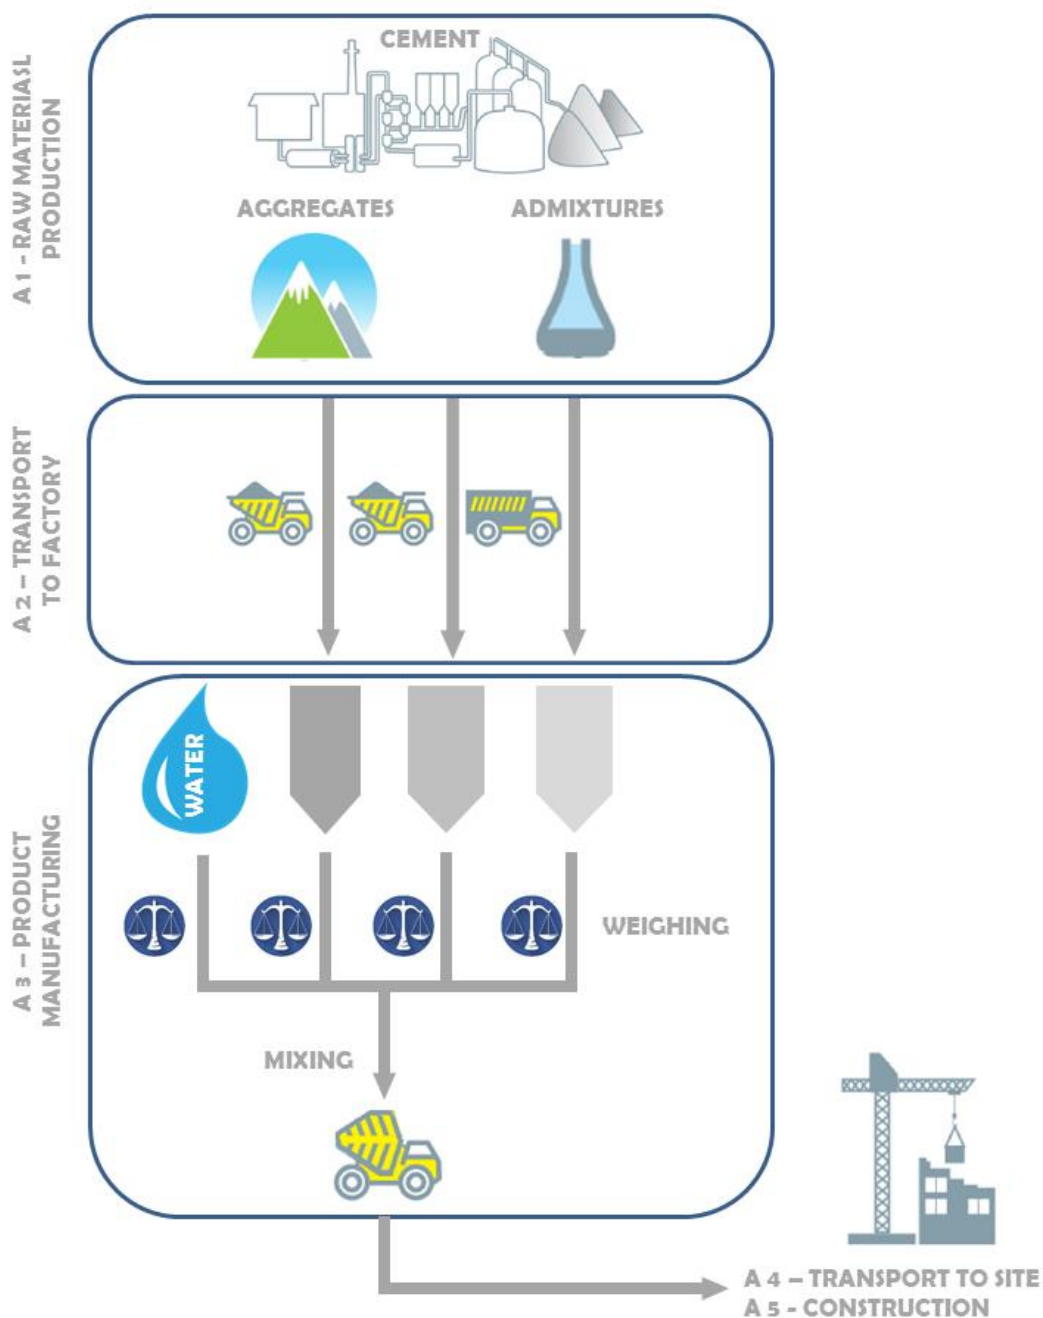 CEMENT
A 1 - RAW MATERIASL
PRODUCTION
AGGREGATES
ADMIXTURES
A 2 – TRANSPORT
TO FACTORY
WATER
A 3 – PRODUCT
MANUFACTURING
WEIGHING
MIXING
A 4 – TRANSPORT TO SITE
A 5 - CONSTRUCTION